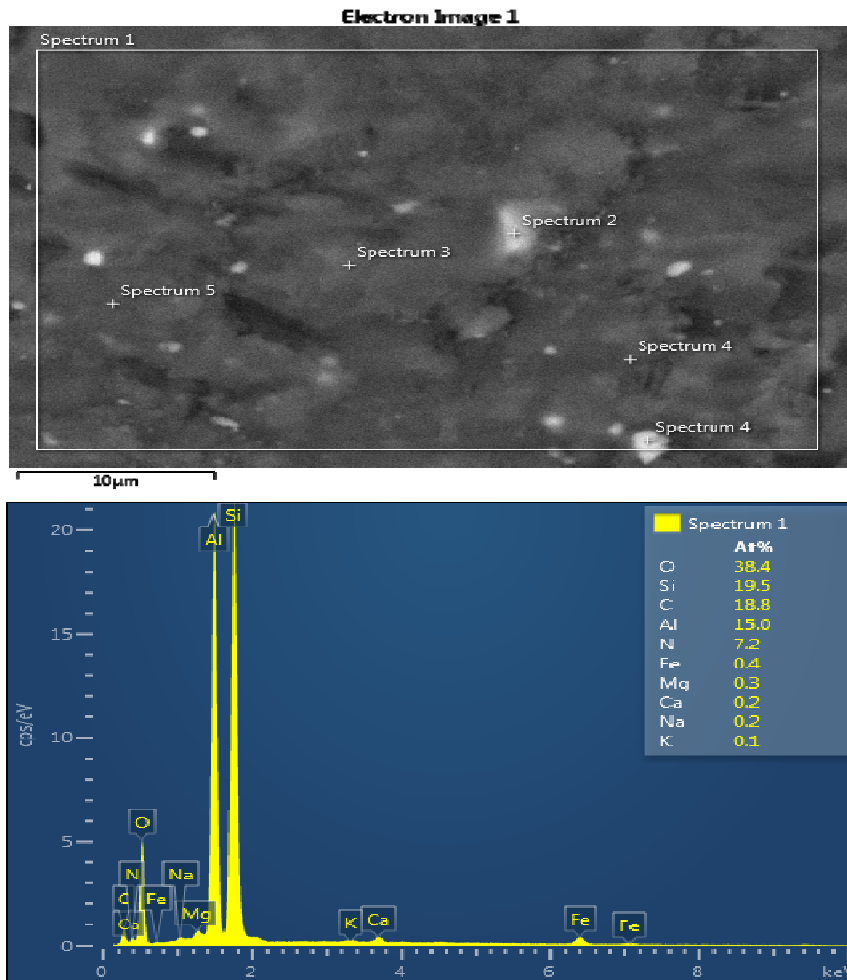 Electron Image 1
Spectrum 1
Spectrum 2
Spectrum 3
Spectrum 5
Spectrum 4
Spectrum 4
10µm
Spectrum 1
At%
O 38.4
Si 19.5
C 18.8
Al 15.0
N 7.2
Fe 0.4
Mg 0.3
Ca 0.2
Na 0.2
K 0.1
Si
Al
O
N Na
C Fe
Ca Mg K Ca Fe Fe
20
15
10
5
0
cps/eV
0 2 4 6 8 keV